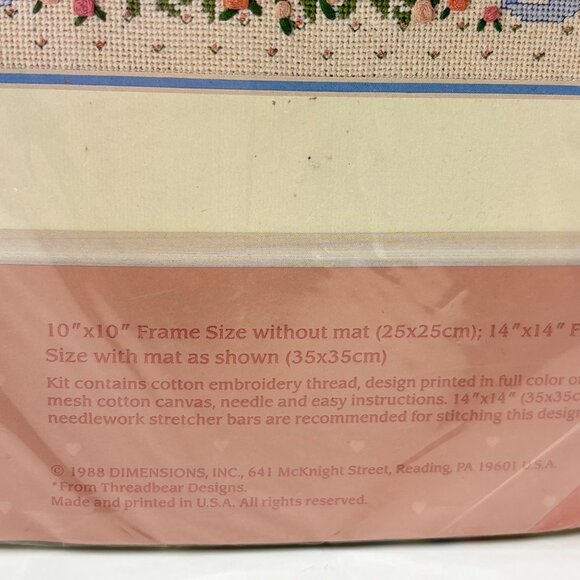 10"x10" Frame Size without mat (25x25cm); 14"x14" F
Size with mat as shown (35x35cm)
Kit contains cotton embroidery thread, design printed in full color o
mesh cotton canvas, needle and easy instructions. 14"x14" (35x35c
needlework stretcher bars are recommended for stitching this desig
© 1988 DIMENSIONS, INC., 641 McKnight Street, Reading, PA 19601 U.S.A.
*From Threadbear Designs.
Made and printed in U.S.A. All rights reserved.